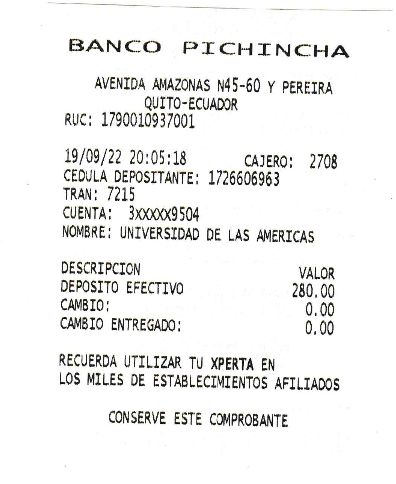 BANCO PICHINCHA
AVENIDA AMAZONAS N45-60 Y PEREIRA
QUITO-ECUADOR
RUC: 1790010937001
19/09/22 20:05:18 CAJERO: 2708
CEDULA DEPOSITANTE: 1726606963
TRAN: 7215
CUENTA: 3XXXXX9504
NOMBRE: UNIVERSIDAD DE LAS AMERICAS
DESCRIPCION VALOR
DEPOSITO EFECTIVO 280.00
CAMBIO: 0.00
CAMBIO ENTREGADO: 0.00
RECUERDA UTILIZAR TU XPERTA EN
LOS MILES DE ESTABLECIMIENTOS AFILIADOS
CONSERVE ESTE COMPROBANTE